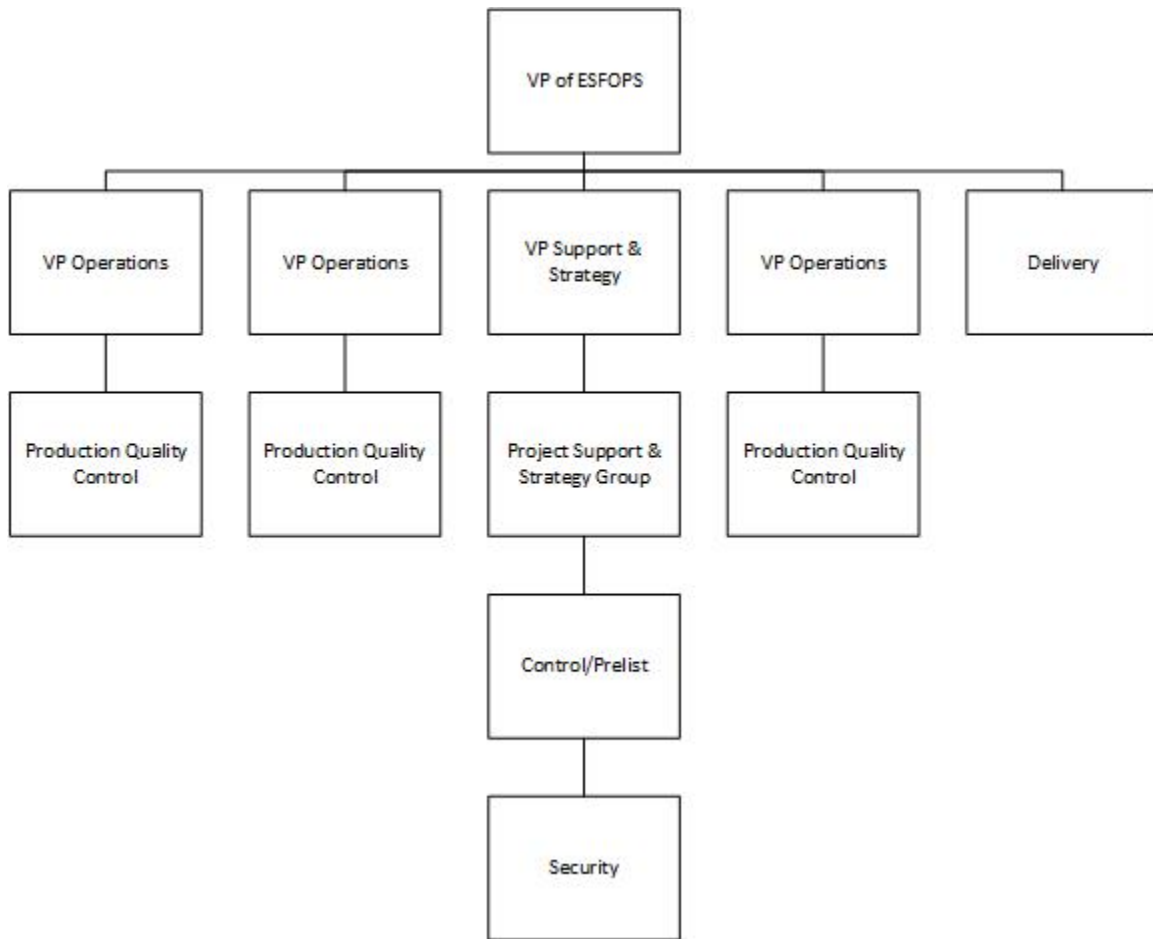 VP of ESFOPS
VP Operations
VP Operations
VP Support &
Strategy
VP Operations
Delivery
Production Quality
Control
Production Quality
Control
Project Support &
Strategy Group
Production Quality
Control
Control/Prelist
Security